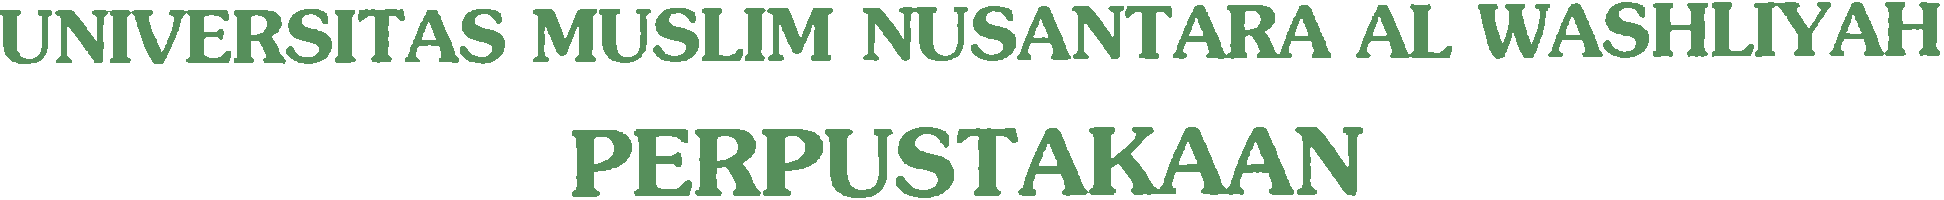 UNIVERSITAS MUSLIM NUSANTARA AL WASHLIYAH
PERPUSTAKAAN